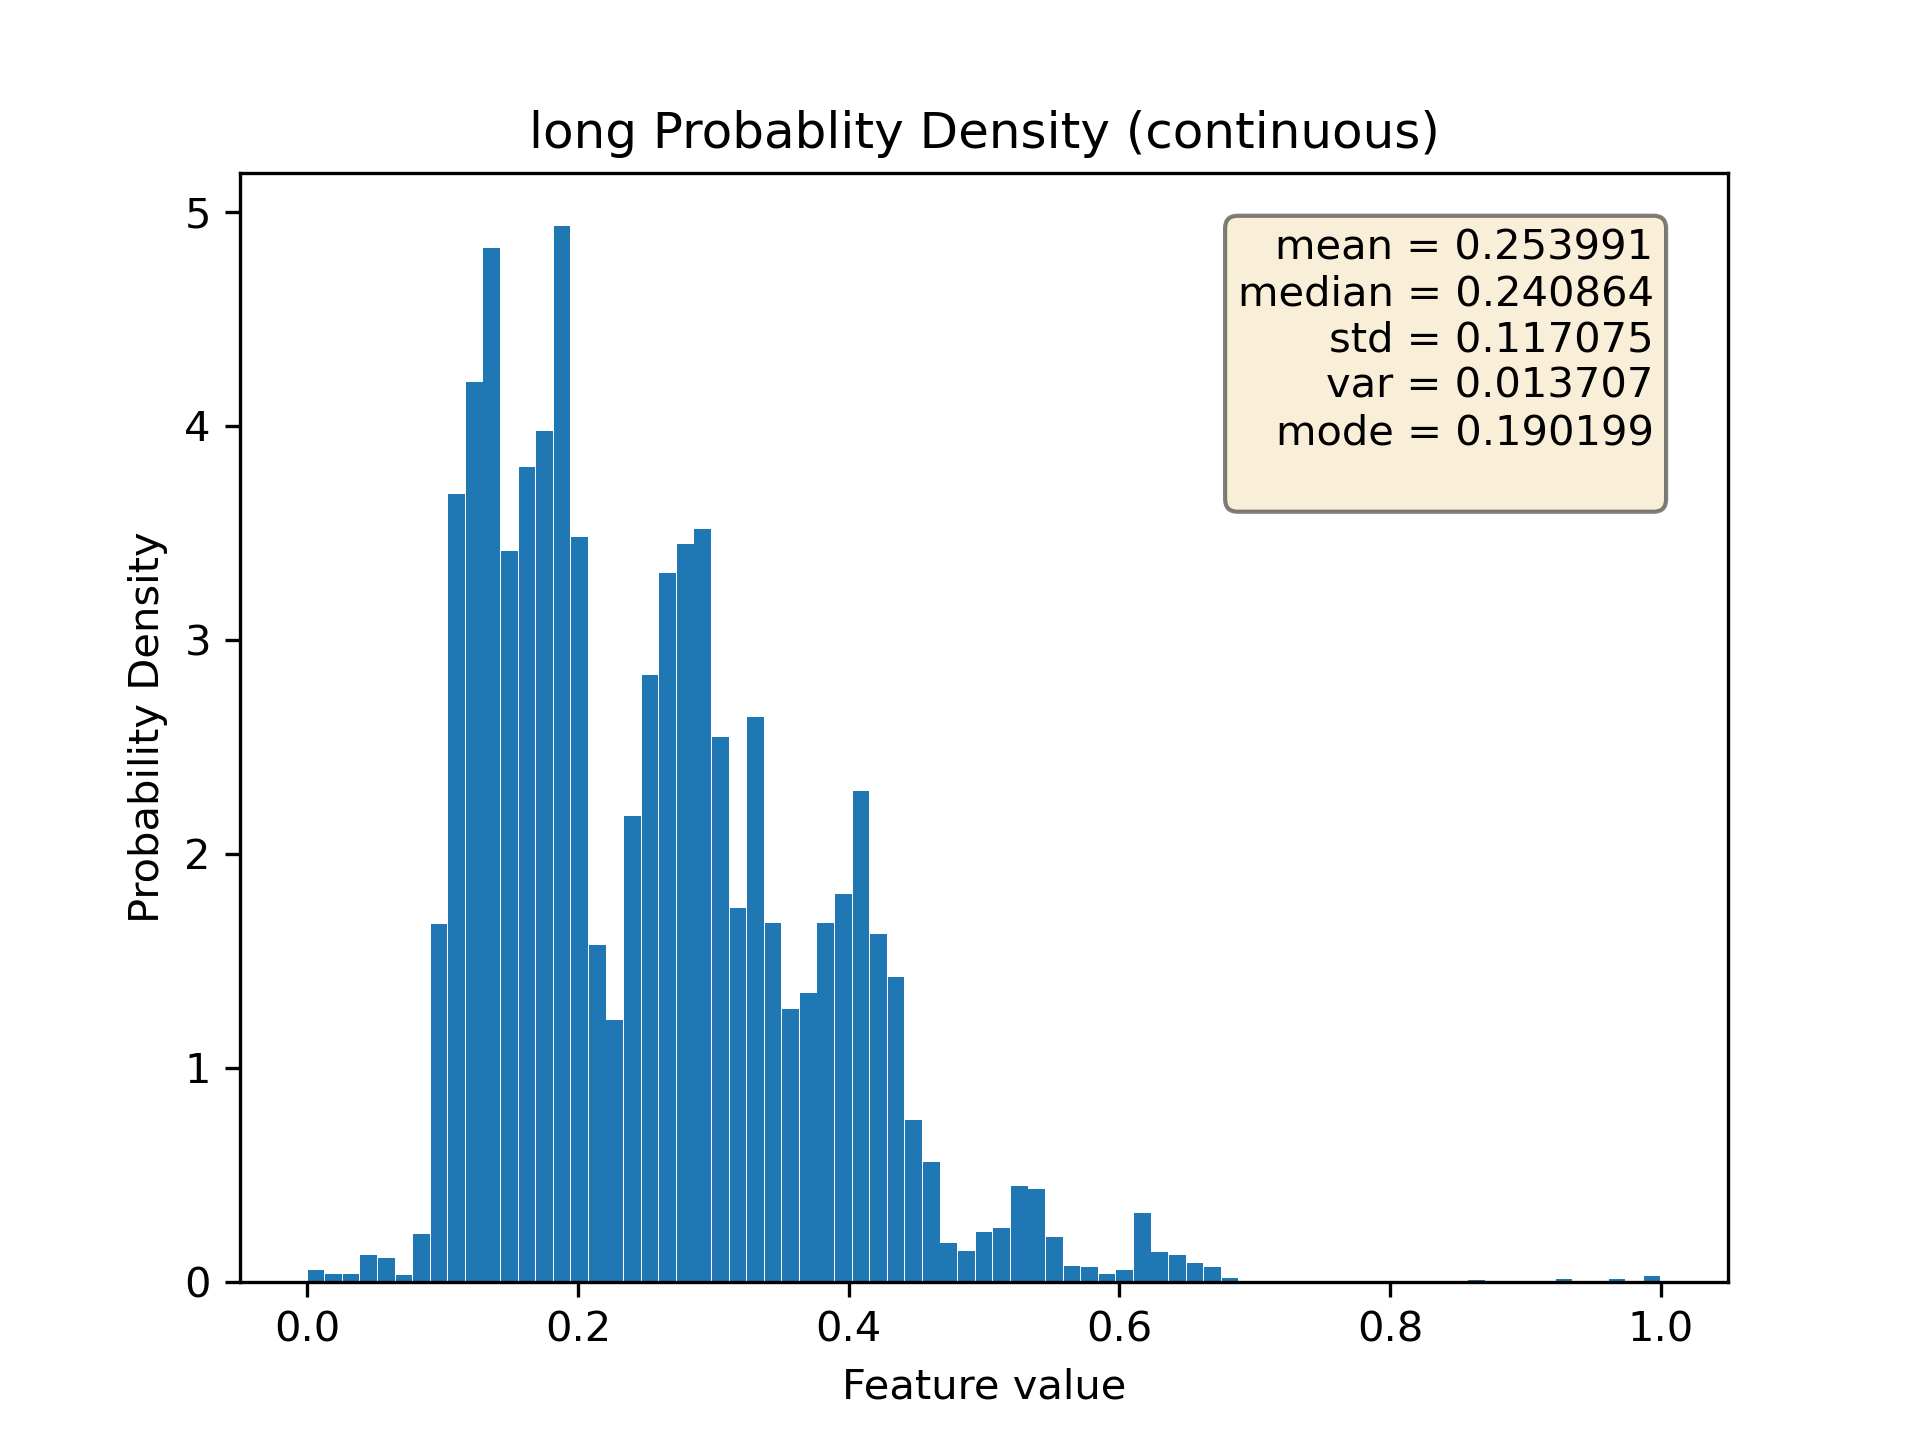 long Probablity Density (continuous)
mean = 0.253991
median = 0.240864
std = 0.117075
var = 0.013707
mode = 0.190199
Probability Density
5
4
3
2
1
0
0.0 0.2 0.4 0.6 0.8 1.0
Feature value